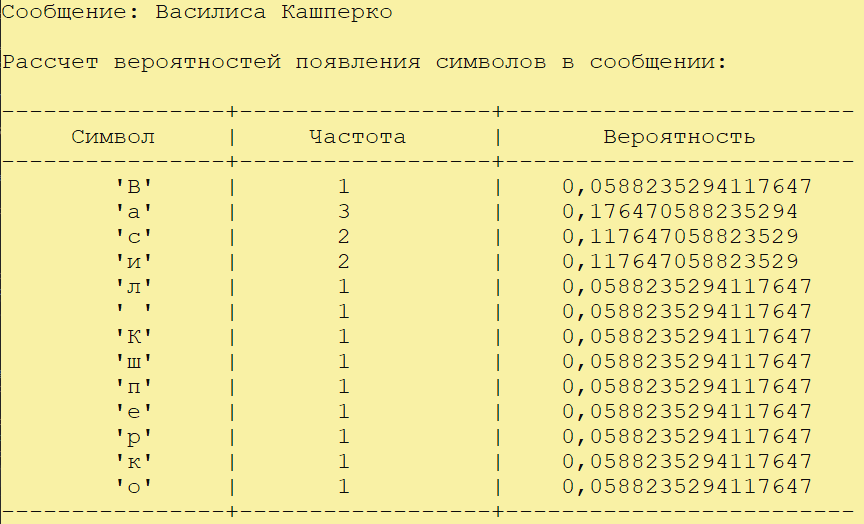 Сообщение: Василиса Кашперко
Рассчет вероятностей появления символов в сообщении:
----------------+------------------+-------------------------
Символ | Частота | Вероятность
----------------+------------------+-------------------------
'В' | 1 | 0,0588235294117647
'а' | 3 | 0,176470588235294
'с' | 2 | 0,117647058823529
'и' | 2 | 0,117647058823529
'л' | 1 | 0,0588235294117647
' ' | 1 | 0,0588235294117647
'К' | 1 | 0,0588235294117647
'ш' | 1 | 0,0588235294117647
'п' | 1 | 0,0588235294117647
'е' | 1 | 0,0588235294117647
'р' | 1 | 0,0588235294117647
'к' | 1 | 0,0588235294117647
'о' | 1 | 0,0588235294117647
----------------+------------------+-------------------------